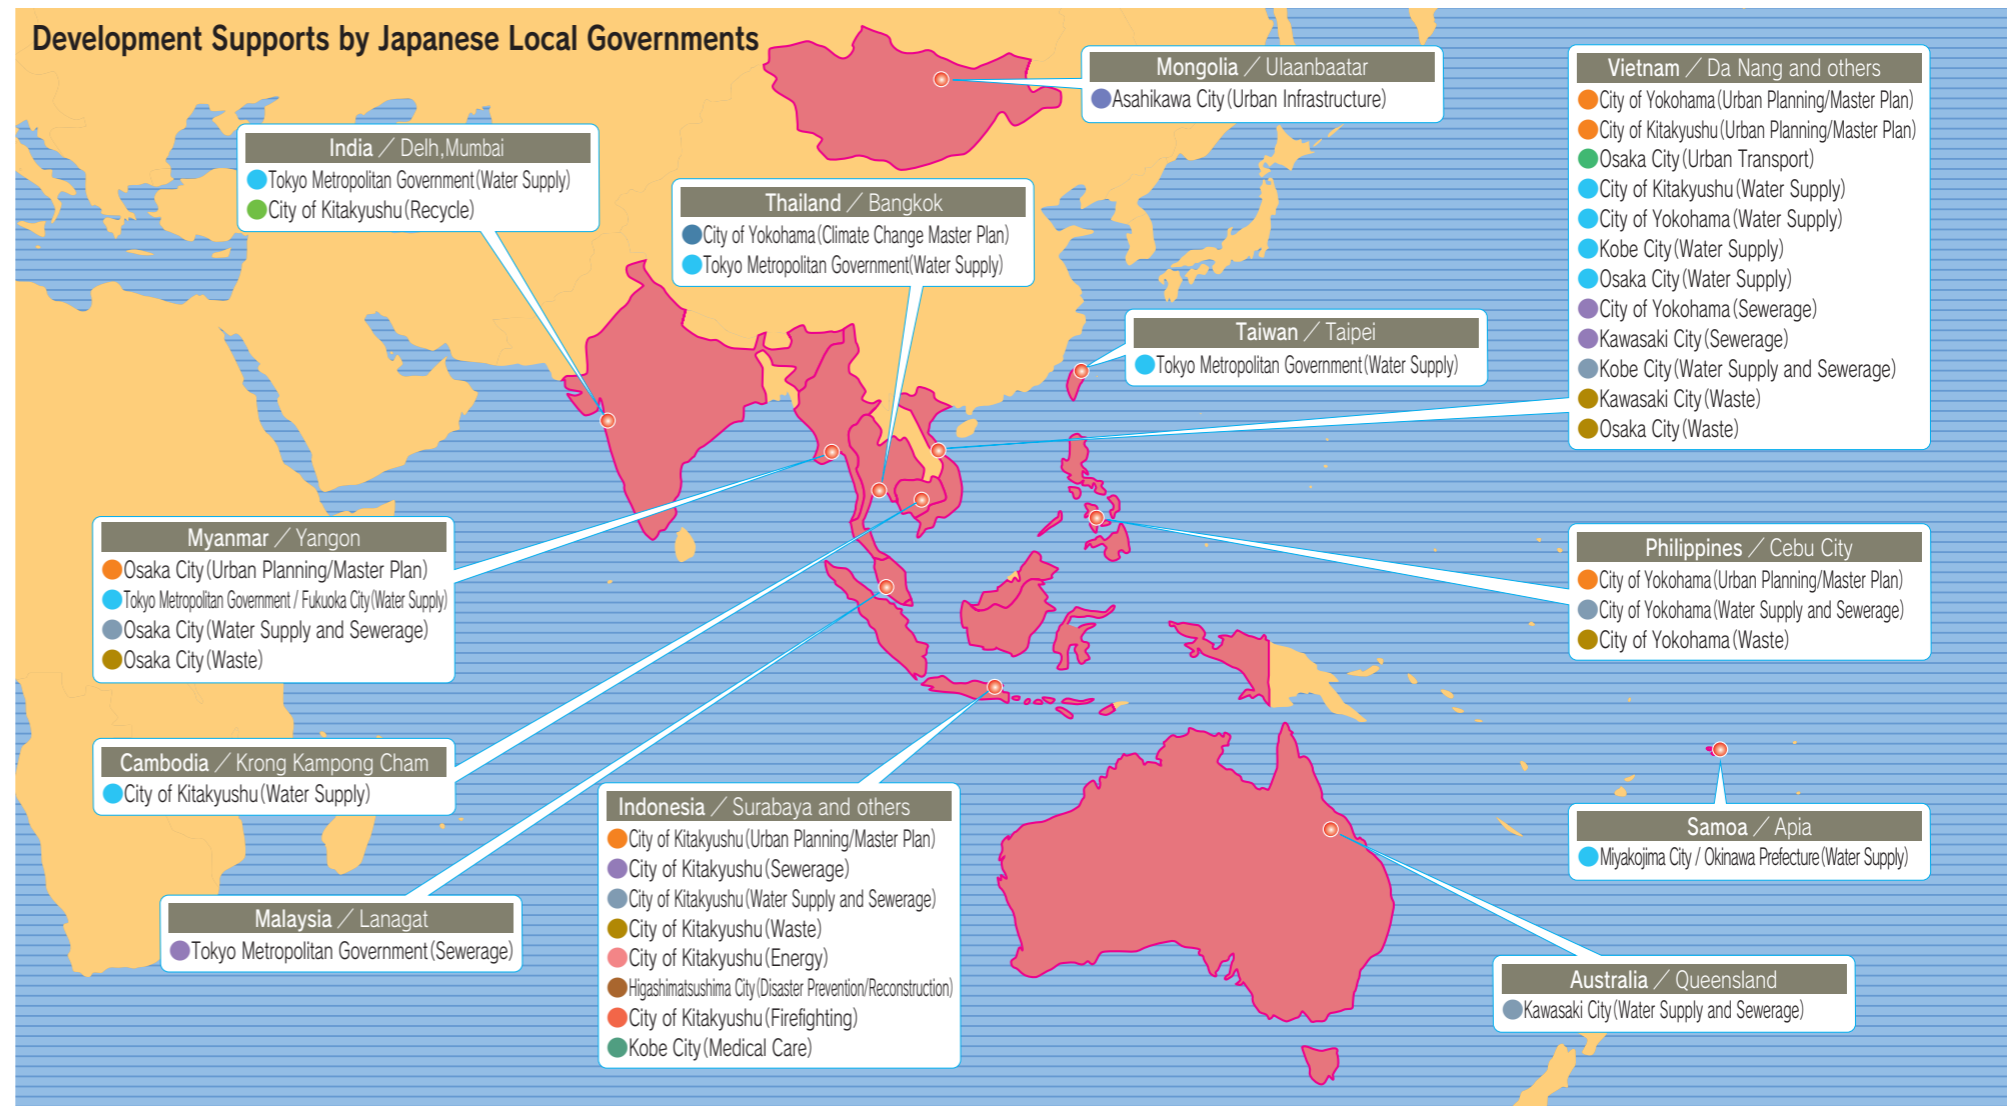 Development Supports by Japanese Local Governments
Mongolia ／ Ulaanbaatar
Asahikawa City (Urban Infrastructure)
Vietnam ／ Da Nang and others
City of Yokohama (Urban Planning/Master Plan)
City of Kitakyushu (Urban Planning/Master Plan)
Osaka City (Urban Transport)
City of Kitakyushu (Water Supply)
City of Yokohama (Water Supply)
Kobe City (Water Supply)
Osaka City (Water Supply)
City of Yokohama (Sewerage)
Kawasaki City (Sewerage)
Kobe City (Water Supply and Sewerage)
Kawasaki City (Waste)
Osaka City (Waste)
India ／ Delh,Mumbai
Tokyo Metropolitan Government (Water Supply)
City of Kitakyushu (Recycle)
Thailand ／ Bangkok
City of Yokohama (Climate Change Master Plan)
Tokyo Metropolitan Government (Water Supply)
Taiwan ／ Taipei
Tokyo Metropolitan Government (Water Supply)
Myanmar ／ Yangon
Osaka City (Urban Planning/Master Plan)
Tokyo Metropolitan Government / Fukuoka City (Water Supply)
Osaka City (Water Supply and Sewerage)
Osaka City (Waste)
Philippines ／ Cebu City
City of Yokohama (Urban Planning/Master Plan)
City of Yokohama (Water Supply and Sewerage)
City of Yokohama (Waste)
Cambodia ／ Krong Kampong Cham
City of Kitakyushu (Water Supply)
Indonesia ／ Surabaya and others
City of Kitakyushu (Urban Planning/Master Plan)
City of Kitakyushu (Sewerage)
City of Kitakyushu (Water Supply and Sewerage)
City of Kitakyushu (Waste)
City of Kitakyushu (Energy)
Higashimatsushima City (Disaster Prevention/Reconstruction)
City of Kitakyushu (Firefighting)
Kobe City (Medical Care)
Samoa ／ Apia
Miyakojima City / Okinawa Prefecture (Water Supply)
Malaysia ／ Lanagat
Tokyo Metropolitan Government (Sewerage)
Australia ／ Queensland
Kawasaki City (Water Supply and Sewerage)